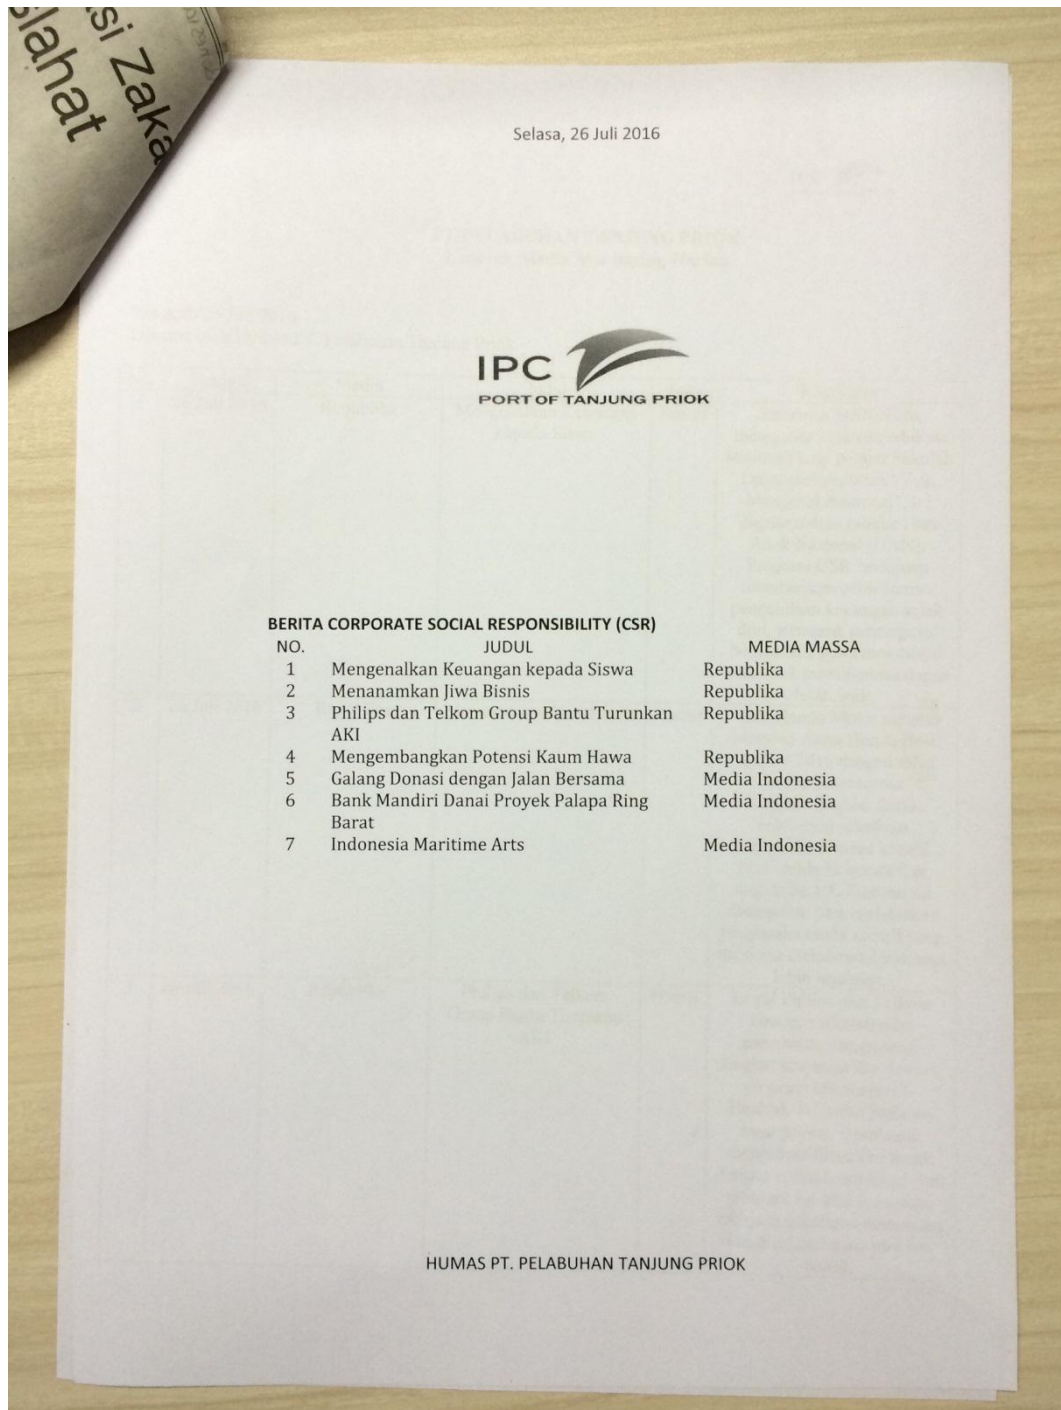 si Zaka
slahat
Selasa, 26 Juli 2016
IPC
PORT OF TANJUNG PRIOK
BERITA CORPORATE SOCIAL RESPONSIBILITY (CSR)
NO. JUDUL MEDIA MASSA
1 Mengenalkan Keuangan kepada Siswa Republika
2 Menanamkan Jiwa Bisnis Republika
3 Philips dan Telkom Group Bantu Turunkan Republika
AKI
4 Mengembangkan Potensi Kaum Hawa Republika
5 Galang Donasi dengan Jalan Bersama Media Indonesia
6 Bank Mandiri Danai Proyek Palapa Ring Media Indonesia
Barat
7 Indonesia Maritime Arts Media Indonesia
HUMAS PT. PELABUHAN TANJUNG PRIOK